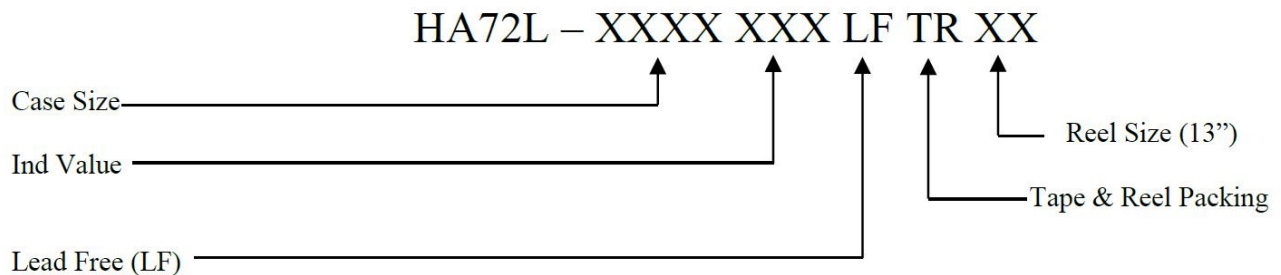 HA72L – XXXX XXX LF TR XX
Case Size
Reel Size (13”)
Ind Value
Tape & Reel Packing
Lead Free (LF)